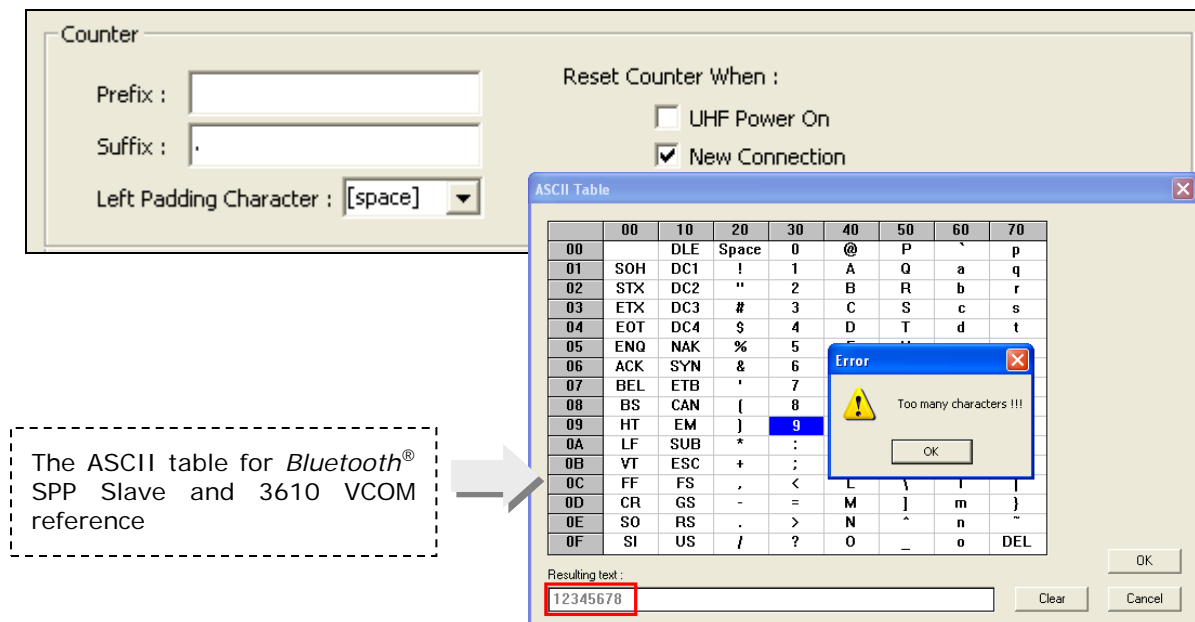 Counter
Prefix :
Suffix : .
Left Padding Character : [space]
Reset Counter When :
UHF Power On
New Connection
The ASCII table for Bluetooth®
SPP Slave and 3610 VCOM
reference
ASCII Table
00 10 20 30 40 50 60 70
00 DLE Space 0 @ P ` p
01 SOH DC1 ! 1 A Q a q
02 STX DC2 " 2 B R b r
03 ETX DC3 # 3 C S c s
04 EOT DC4 $ 4 D T d t
05 ENQ NAK % 5
06 ACK SYN & 6
07 BEL ETB ' 7
08 BS CAN ( 8
09 HT EM ) 9
0A LF SUB * :
0B VT ESC + ;
0C FF FS , < L \
0D CR GS - = M ] m }
0E SO RS . > N ^ n ~
0F SI US / ? O _ o DEL
Error
Too many characters !!!
OK
Resulting text :
12345678
Clear
OK
Cancel